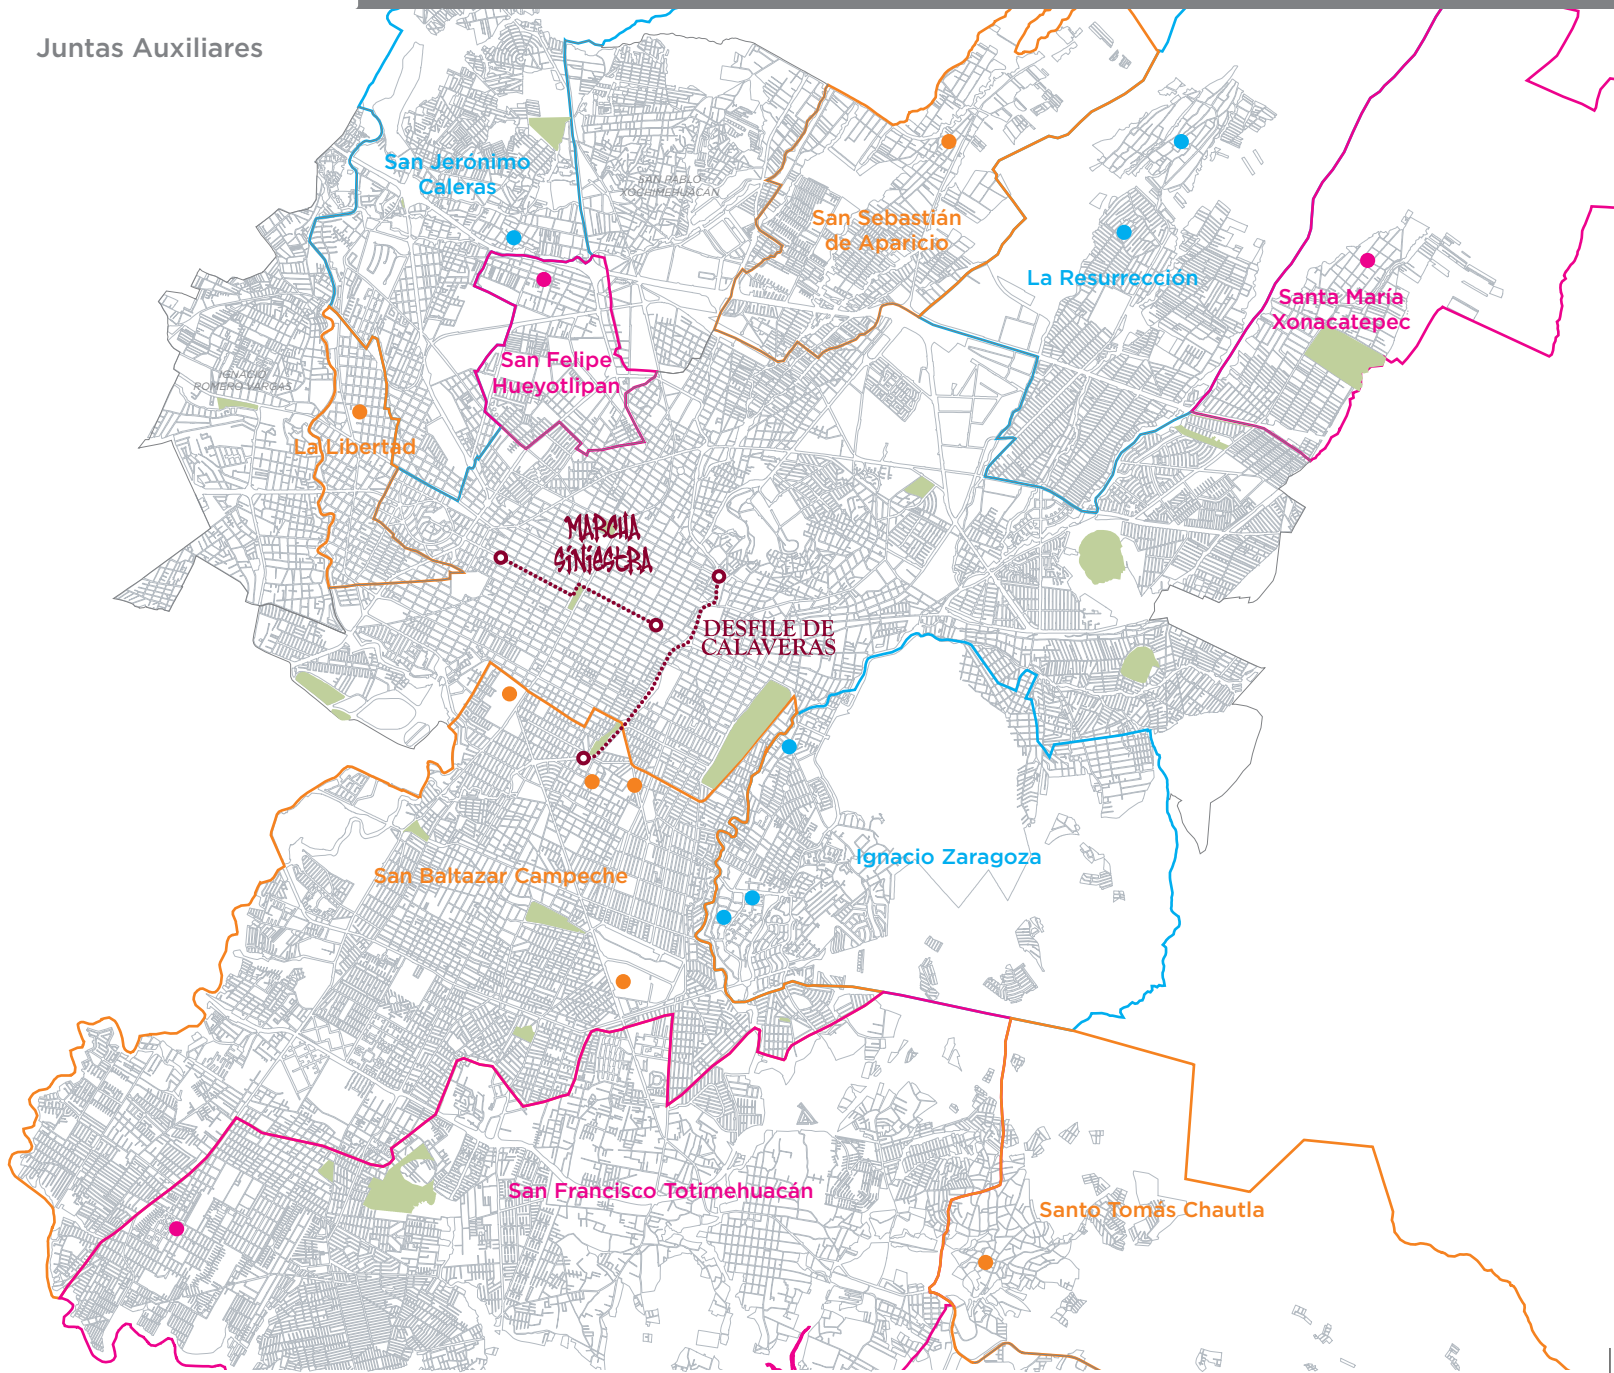 Juntas Auxiliares
San Jerónimo
Caleras
SAN PABLO
XOCHIMEHUACAN
San Sebastián
de Aparicio
La Resurrección
Santa María
Xonacatepec
San Felipe
Hueyotlipan
IGNACIO
ROMERO VARGAS
La Libertad
MARCHA
SINIESTRA
DESFILE DE
CALAVERAS
Ignacio Zaragoza
San Baltazar Campeche
San Francisco Totimehuacán
Santo Tomás Chautla